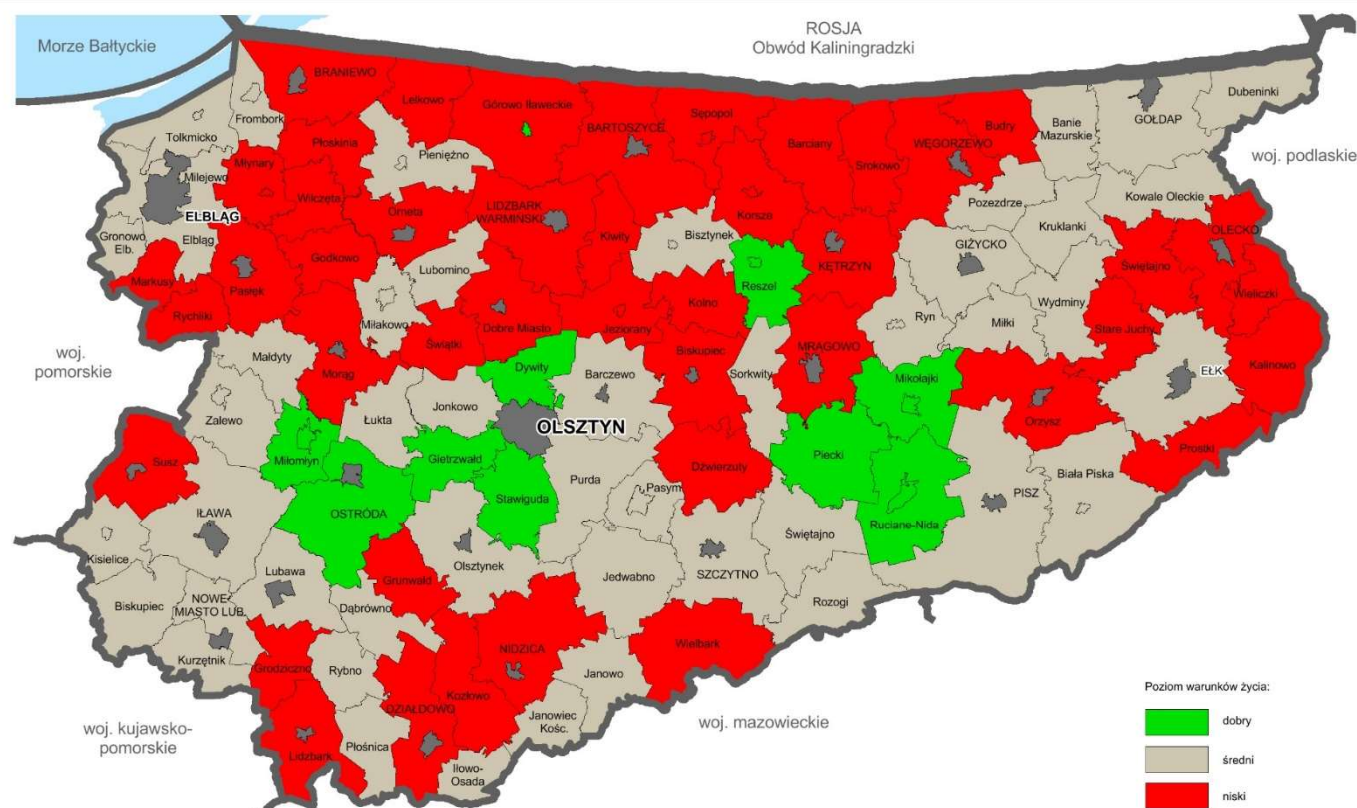 ROSJA
Obwód Kaliningradzki
Morze Bałtyckie
woj. podlaskie
woj.
pomorskie
woj. kujawsko-
pomorskie
woj. mazowieckie
BRANIEWO
Lelkowo
Górowo Iławeckie
Sępopol
BARTOSZYCE
Barciany
Srokowo
WĘGORZEWO
Budry
Banie
Mazurskie
GOŁDAP
Dubeninki
Frombork
Tolkmicko
Płoskinia
Pieniężno
Młynary
Milejewo
Wilczęta
Orneta
LIDZBARK
WARMIŃSKI
Kiwity
Korsze
Bisztynek
KĘTRZYN
Pozezdrze
Kruklanki
Kowale Oleckie
OLECKO
ELBLĄG
Gronowo
Elb.
Elbląg
Godkowo
Lubomino
Reszel
GIŻYCKO
Świętajno
Wieliczki
Markusy
Rychliki
Pasłęk
Miłakowo
Dobre Miasto
Jeziorany
Kolno
Ryn
Miłki
Wydminy
Stare Juchy
Kalinowo
Małdyty
Morąg
Świątki
Dywity
Barczewo
Biskupiec
Sorkwity
MRĄGOWO
Mikołajki
Orzysz
EŁK
Zalewo
Łukta
Jonkowo
OLSZTYN
Susz
Miłomłyn
Gietrzwałd
Dźwierzuty
Piecki
Prostki
Biała Piska
OSTRÓDA
Stawiguda
Purda
Pasym
PISZ
IŁAWA
Ruciane-Nida
Świętajno
Kisielice
Lubawa
Grunwald
Olsztynek
Jedwabno
SZCZYTNO
Rozogi
Biskupiec
NOWE
MIASTO LUB.
Dąbrówno
Kurzętnik
Grodziczno
Rybno
NIDZICA
Wielbark
Janowo
DZIAŁDOWO
Kozłowo
Janowiec
Kośc.
Lidzbark
Płośnica
Iłowo-
Osada
Poziom warunków życia:
dobry
średni
niski